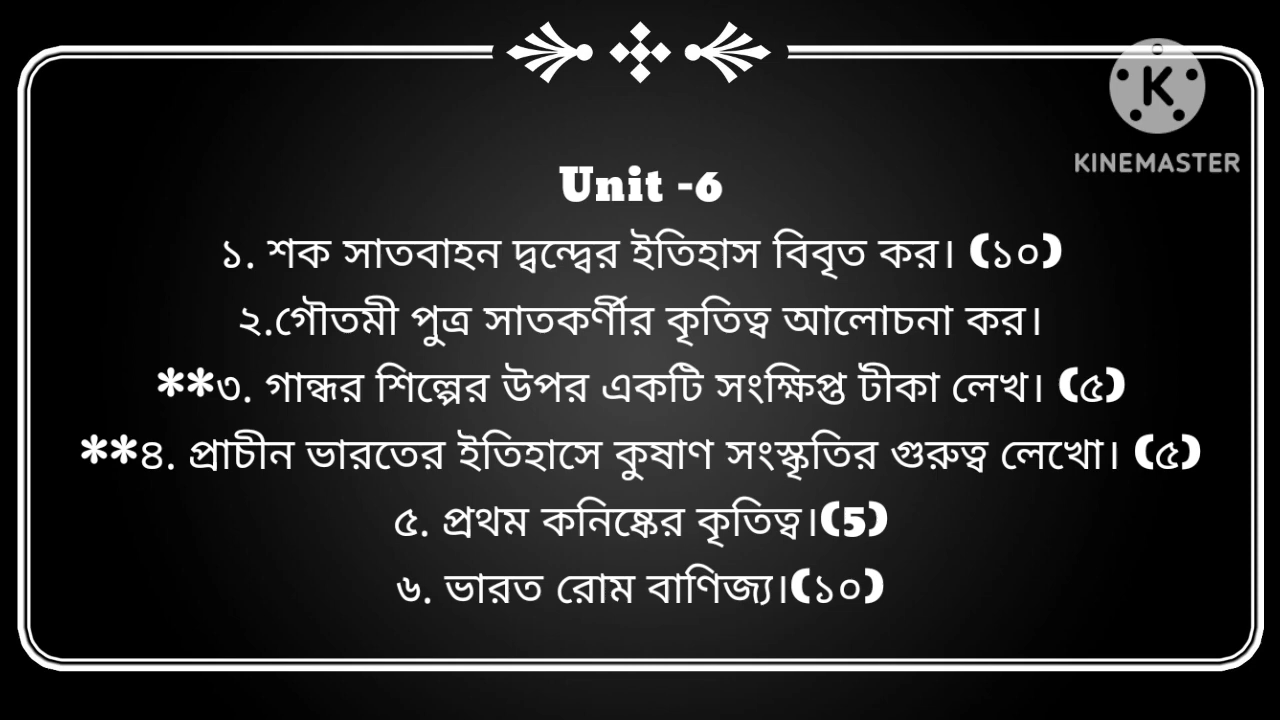 KINEMASTER
Unit -6
১. শক সাতবাহন দ্বন্দ্বের ইতিহাস বিবৃত কর। (১০)
২.গৌতমী পুত্র সাতকর্ণীর কৃতিত্ব আলোচনা কর।
**৩. গান্ধর শিল্পের উপর একটি সংক্ষিপ্ত টীকা লেখ। (৫)
**৪. প্রাচীন ভারতের ইতিহাসে কুষাণ সংস্কৃতির গুরুত্ব লেখো। (৫)
৫. প্রথম কনিষ্কের কৃতিত্ব।(5)
৬. ভারত রোম বাণিজ্য।(১০)